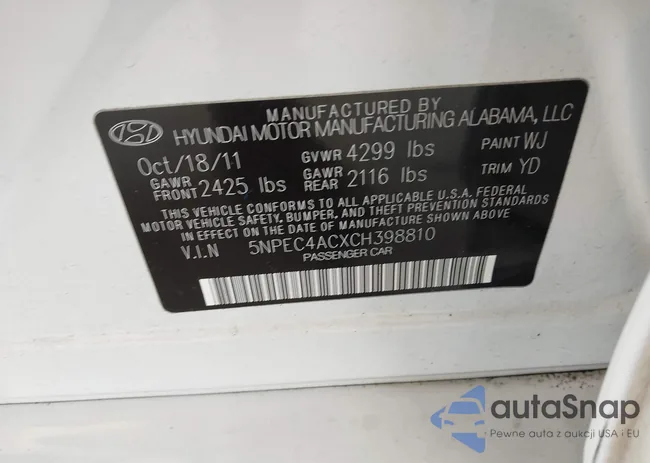 MANUFACTURED BY
HYUNDAI MOTOR MANUFACTURING ALABAMA, LLC
Oct/18/11 GVWR 4299 lbs PAINT WJ
GAWR FRONT 2425 lbs GAWR REAR 2116 lbs TRIM YD
THIS VEHICLE CONFORMS TO ALL APPLICABLE U.S.A. FEDERAL
MOTOR VEHICLE SAFETY, BUMPER, AND THEFT PREVENTION STANDARDS
IN EFFECT ON THE DATE OF MANUFACTURE SHOWN ABOVE
V.I.N 5NPEC4ACXCH398810
PASSENGER CAR
autaSnap
Pewne auta z aukcji USA i EU